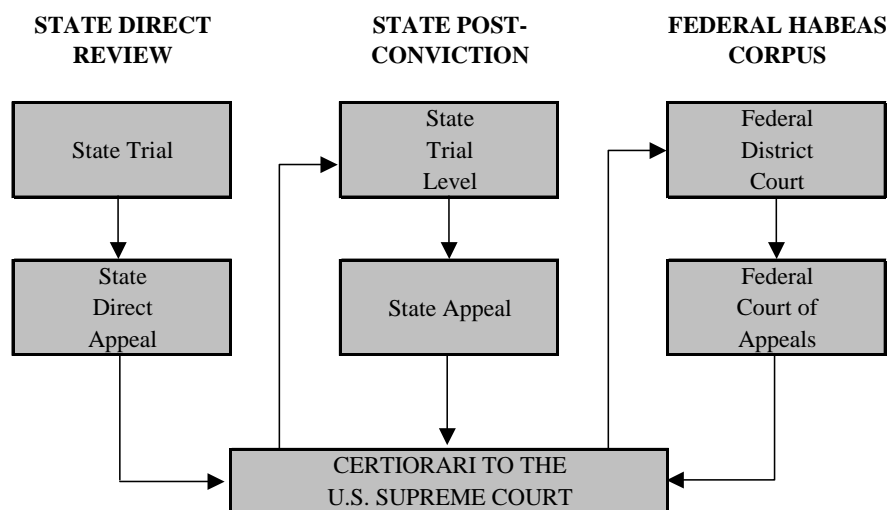 STATE DIRECT
REVIEW
STATE POST-
CONVICTION
FEDERAL HABEAS
CORPUS
State Trial
State
Trial
Level
Federal
District
Court
State
Direct
Appeal
State Appeal
Federal
Court of
Appeals
CERTIORARI TO THE
U.S. SUPREME COURT